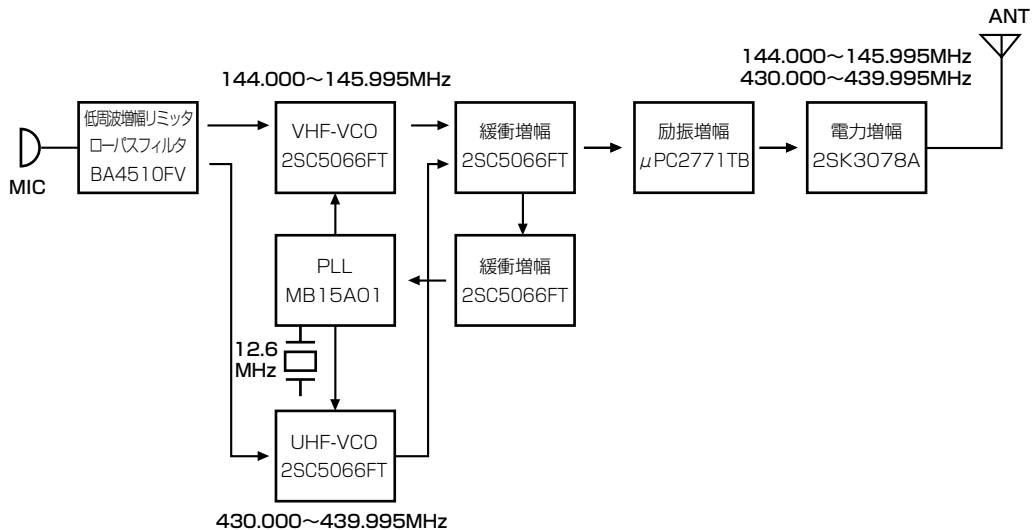 ANT
144.000～145.995MHz
430.000～439.995MHz
144.000～145.995MHz
低周波増幅リミッタ
ローパスフィルタ
BA4510FV
MIC
VHF-VCO
2SC5066FT
緩衝増幅
2SC5066FT
励振増幅
μPC2771TB
電力増幅
2SK3078A
PLL
MB15A01
緩衝増幅
2SC5066FT
12.6
MHz
UHF-VCO
2SC5066FT
430.000～439.995MHz